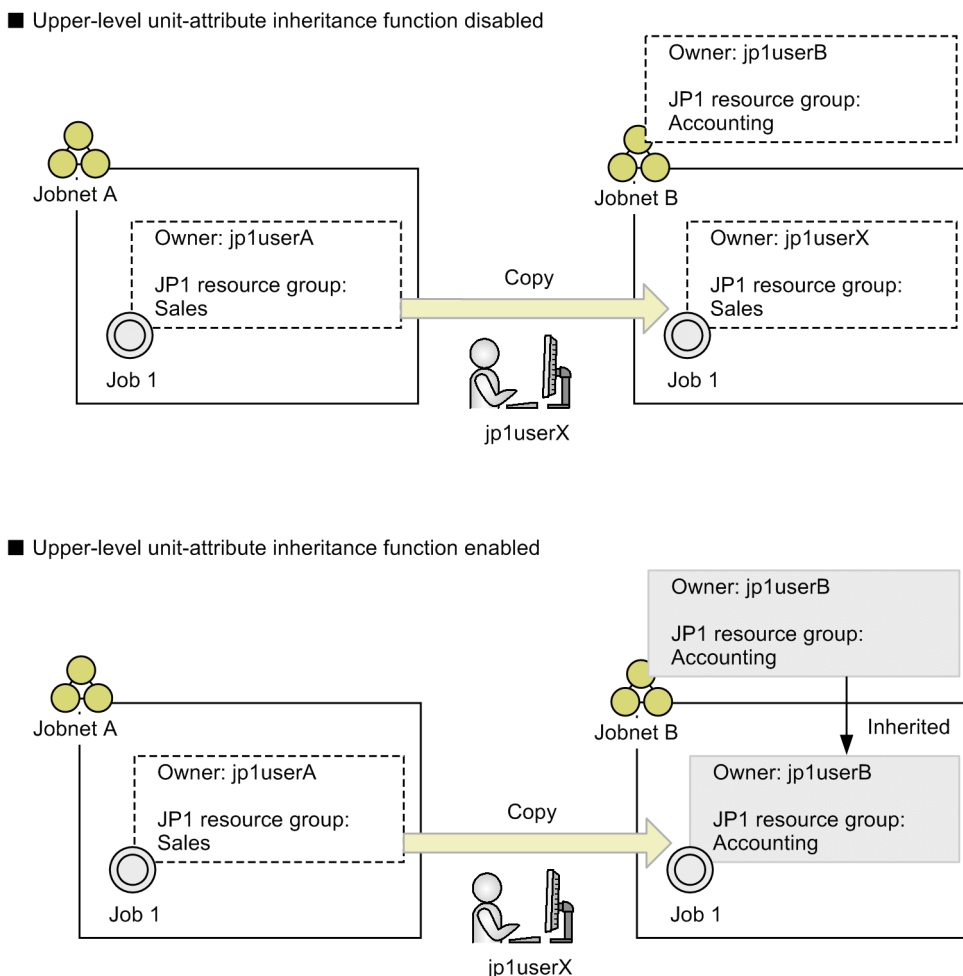 ■ Upper-level unit-attribute inheritance function disabled
Owner: jp1userB
JP1 resource group:
Accounting
Jobnet A
Jobnet B
Owner: jp1userA
JP1 resource group:
Sales
Job 1
Copy
jp1userX
Owner: jp1userX
JP1 resource group:
Sales
Job 1
■ Upper-level unit-attribute inheritance function enabled
Owner: jp1userB
JP1 resource group:
Accounting
Jobnet A
Jobnet B
Inherited
Owner: jp1userA
JP1 resource group:
Sales
Job 1
Copy
jp1userX
Owner: jp1userB
JP1 resource group:
Accounting
Job 1